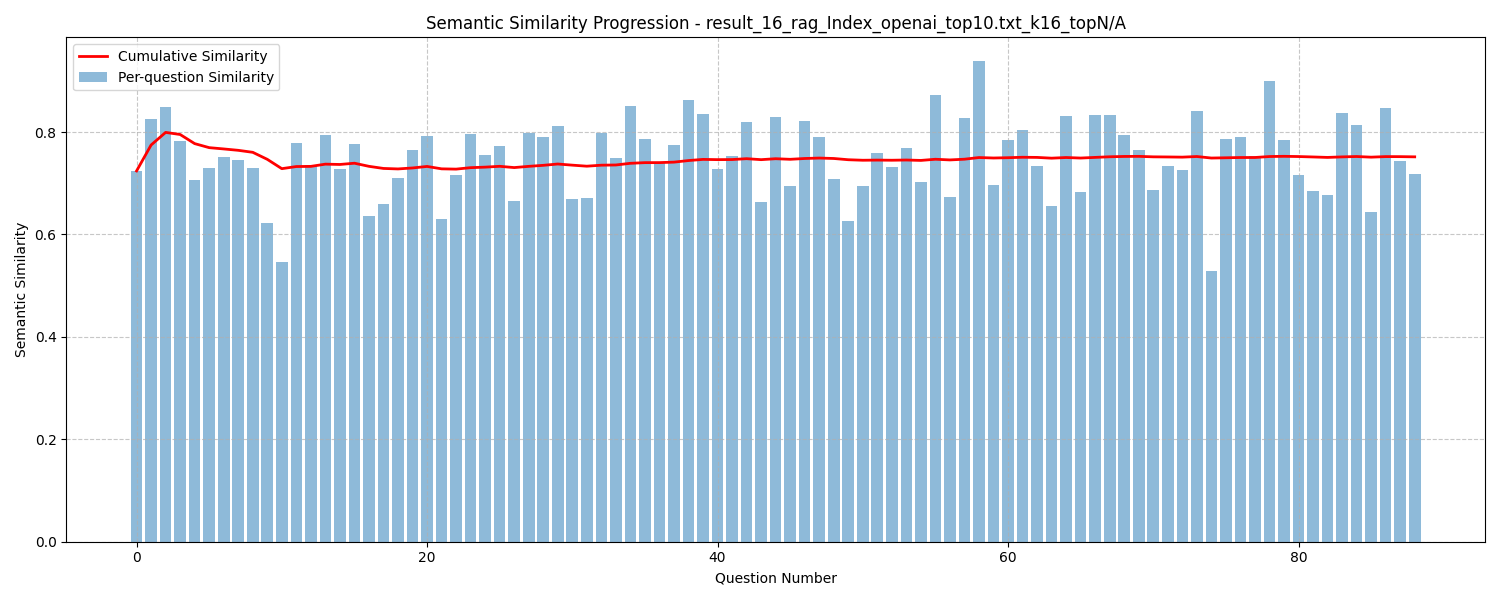 Semantic Similarity Progression - result_16_rag_Index_openai_top10.txt_k16_topN/A
Cumulative Similarity
Per-question Similarity
Semantic Similarity
0.8
0.6
0.4
0.2
0.0
0 20 40 60 80
Question Number